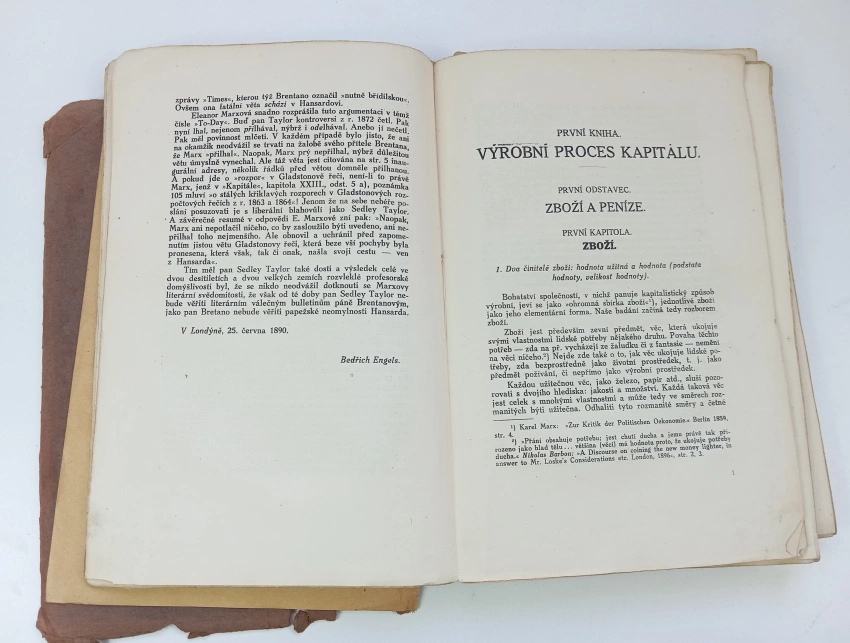 zprávy »Times«, kterou týž Brentano označil »nutně břídilskou«.
Ovšem ona fatální věta schází v Hansardovi.
Eleanor Marxová snadno rozprášila tuto argumentaci v témž
čísle »To-Day«. Buď pan Taylor kontroversi z r. 1872 četl. Pak
nyní lhal, nejenom přilhával, nýbrž i odelhával. Anebo ji nečetl.
Pak měl povinnost mlčeti. V každém případě bylo jisto, že ani
na okamžik neodvážil se trvati na žalobě svého přítele Brentana,
že Marx »přilhal«. Naopak, Marx prý nepřilhal, nýbrž důležitou
větu úmyslně vynechal. Ale táž věta jest citována na str. 5 inau-
gurální adresy, několik řádků před větou domněle přilhanou.
A pokud jde o »rozpor« v Gladstonově řeči, není-li to právě
Marx, jenž v »Kapitále«, kapitola XXIII., odst. 5 a), poznámka
105 mluví »o stálých křiklavých rozporech v Gladstonových roz-
počtových řečích z r. 1863 a 1864«! Jenom že na sebe nebéře po-
slání posuzovati je s liberální blahovůlí jako Sedley Taylor.
A závěrečné resumé v odpovědi E. Marxové zní pak: »Naopak,
Marx ani nepotlačil ničeho, co by zasloužilo býti uvedeno, ani ne-
přilhal toho nejmenšího. Ale obnovil a uchránil před zapome-
nutím jistou větu Gladstonovy řeči, která beze vší pochyby byla
pronesena, která však, tak či onak, našla svoji cestu — ven
z Hansarda«.
Tím měl pan Sedley Taylor také dosti a výsledek celé ve
dvou desítiletích a dvou velkých zemích rozvleklé profesorské
domýšlivosti byl, že se nikdo neodvážil dotknouti se Marxovy
literární svědomitosti, že však od té doby pan Sedley Taylor ne-
bude věřiti literárním válečným bulletinům páně Brentanovým,
jako pan Bretano nebude věřiti papežské neomylnosti Hansarda.
V Londýně, 25. června 1890.
Bedřich Engels.
PRVNÍ KNIHA.
VÝROBNÍ PROCES KAPITÁLU.
PRVNÍ ODSTAVEC.
ZBOŽÍ A PENÍZE.
PRVNÍ KAPITOLA.
ZBOŽÍ.
1. Dva činitelé zboží: hodnota užitná a hodnota (podstata
hodnoty, velikost hodnoty).
Bohatství společnosti, v nichž panuje kapitalistický způsob
výrobní, jeví se jako »ohromná sbírka zboží«¹), jednotlivé zboží
jako jeho elementární forma. Naše badání začíná tedy rozborem
zboží.
Zboží jest především zevní předmět, věc, která ukojuje
svými vlastnostmi lidské potřeby nějakého druhu. Povaha těchto
potřeb — zda na př. vycházejí ze žaludku či z fantasie — nemění
na věci ničeho.²) Nejde zde také o to, jak věc ukojuje lidské po-
třeby, zda bezprostředně jako životní prostředek, t. j. jako
předmět požívání, či nepřímo jako výrobní prostředek.
Každou užitečnou věc, jako železo, papír atd., sluší pozo-
rovati s dvojího hlediska: jakosti a množství. Každá taková věc
jest celek s mnohými vlastnostmi a může tedy ve směrech roz-
manitých býti užitečna. Odhaliti tyto rozmanité směry a četné
¹) Karel Marx: »Zur Kritik der Politischen Oekonomie.« Berlin 1859,
str. 4.
²) »Přání obsahuje potřebu; jest chutí ducha a jemu právě tak při-
rozeno jako hlad tělu... většina (věcí) má hodnotu proto, že ukojuje potřeby
ducha.« Nikolas Barbon: »A Discourse on coining the new money lighter, in
answer to Mr. Locke's Considerations etc. London, 1696«, str. 2, 3.
1